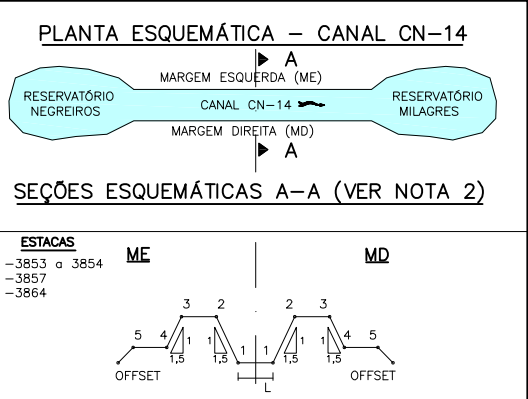 PLANTA ESQUEMÁTICA – CANAL CN-14
A
MARGEM ESQUERDA (ME)
RESERVATÓRIO
NEGREIROS
CANAL CN-14
RESERVATÓRIO
MILAGRES
MARGEM DIREITA (MD)
A
SEÇÕES ESQUEMÁTICAS A-A (VER NOTA 2)
ESTACAS
-3853 a 3854
-3857
-3864
ME
MD
3 2 2 3
5 4 1 1 1 1 1 1 4 5
1,5 1,5 1,5 1,5
OFFSET L OFFSET